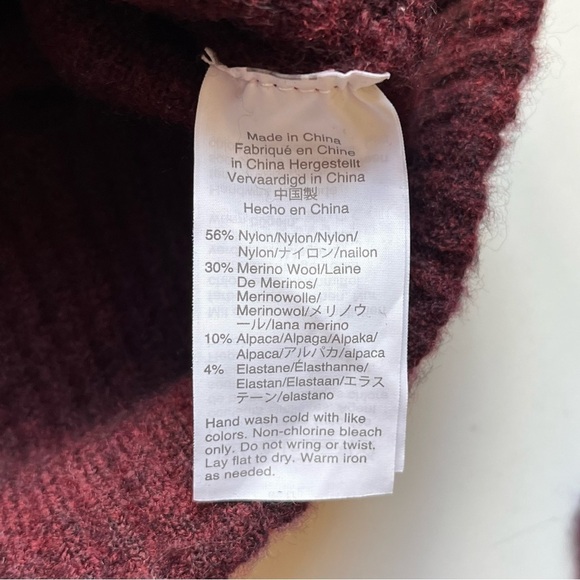 Made in China
Fabriqué en Chine
in China Hergestellt
Vervaardigd in China
中国製
Hecho en China
56% Nylon/Nylon/Nylon/
Nylon/ナイロン/nailon
30% Merino Wool/Laine
De Merinos/
Merinowolle/
Merinowol/メリノウ
ール/lana merino
10% Alpaca/Alpaga/Alpaka/
Alpaca/アルパカ/alpaca
4% Elastane/Élasthanne/
Elastan/Elastaan/エラス
テーン/elastano
Hand wash cold with like
colors. Non-chlorine bleach
only. Do not wring or twist.
Lay flat to dry. Warm iron
as needed.